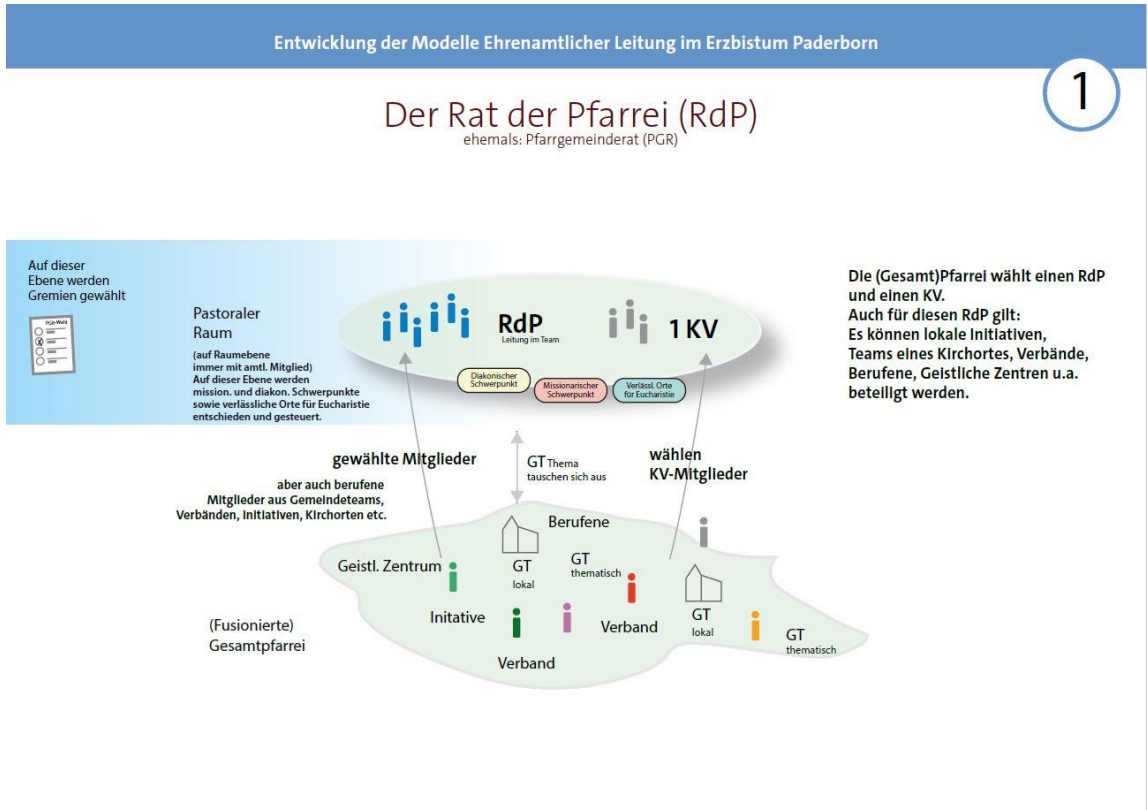 Entwicklung der Modelle Ehrenamtlicher Leitung im Erzbistum Paderborn
1
Der Rat der Pfarrei (RdP)
ehemals: Pfarrgemeinderat (PGR)
Auf dieser
Ebene werden
Gremien gewählt
PGR-Wahl
Pastoraler
Raum
(auf Raumebene
immer mit amtl. Mitglied)
Auf dieser Ebene werden
mission. und diakon. Schwerpunkte
sowie verlässliche Orte für Eucharistie
entschieden und gesteuert.
RdP
Leitung im Team
1 KV
Diakonischer
Schwerpunkt
Missionarischer
Schwerpunkt
Verlässl. Orte
für Eucharistie
Die (Gesamt)Pfarrei wählt einen RdP
und einen KV.
Auch für diesen RdP gilt:
Es können lokale Initiativen,
Teams eines Kirchortes, Verbände,
Berufene, Geistliche Zentren u.a.
beteiligt werden.
gewählte Mitglieder
aber auch berufene
Mitglieder aus Gemeindeteams,
Verbänden, Initiativen, Kirchorten etc.
GT Thema
tauschen sich aus
wählen
KV-Mitglieder
Berufene
Geistl. Zentrum
GT
lokal
GT
thematisch
Initative
Verband
Verband
GT
lokal
GT
thematisch
(Fusionierte)
Gesamtpfarrei